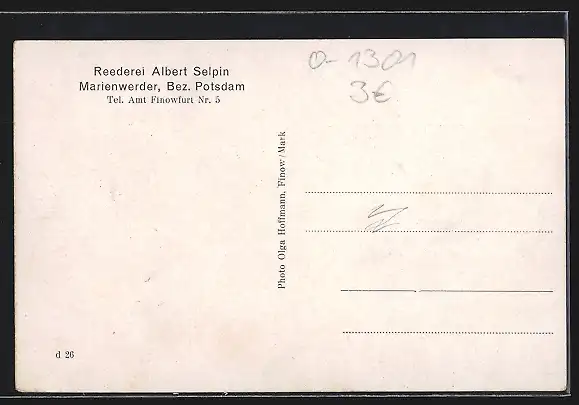 Reederei Albert Selpin
Marienwerder, Bez. Potsdam
Tel. Amt Finowfurt Nr. 5
0-1301
3€
Photo Olga Hoffmann, Finow/Mark
d 26